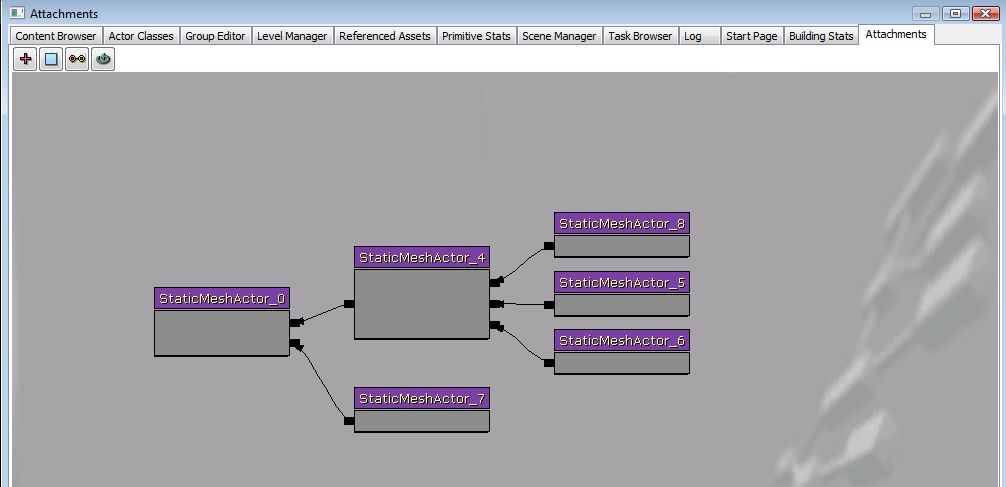 Attachments
Content Browser Actor Classes Group Editor Level Manager Referenced Assets Primitive Stats Scene Manager Task Browser Log Start Page Building Stats Attachments
StaticMeshActor_8
StaticMeshActor_4
StaticMeshActor_5
StaticMeshActor_0
StaticMeshActor_6
StaticMeshActor_7